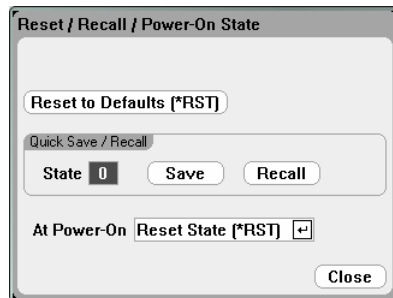 Reset / Recall / Power-On State
Reset to Defaults (*RST)
Quick Save / Recall
State 0 Save Recall
At Power-On Reset State (*RST) ↵
Close